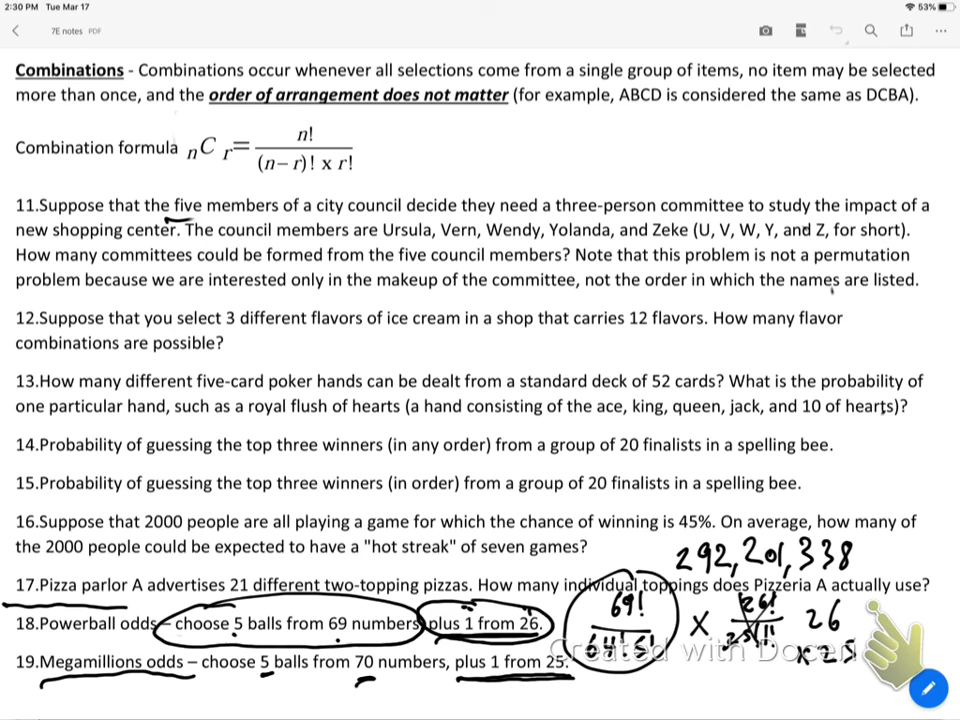 2:30 PM Tue Mar 17 53%
7E notes PDF
Combinations - Combinations occur whenever all selections come from a single group of items, no item may be selected
more than once, and the order of arrangement does not matter (for example, ABCD is considered the same as DCBA).
Combination formula nCr = n! / (n – r)! x r!
11.Suppose that the five members of a city council decide they need a three-person committee to study the impact of a
new shopping center. The council members are Ursula, Vern, Wendy, Yolanda, and Zeke (U, V, W, Y, and Z, for short).
How many committees could be formed from the five council members? Note that this problem is not a permutation
problem because we are interested only in the makeup of the committee, not the order in which the names are listed.
12.Suppose that you select 3 different flavors of ice cream in a shop that carries 12 flavors. How many flavor
combinations are possible?
13.How many different five-card poker hands can be dealt from a standard deck of 52 cards? What is the probability of
one particular hand, such as a royal flush of hearts (a hand consisting of the ace, king, queen, jack, and 10 of hearts)?
14.Probability of guessing the top three winners (in any order) from a group of 20 finalists in a spelling bee.
15.Probability of guessing the top three winners (in order) from a group of 20 finalists in a spelling bee.
16.Suppose that 2000 people are all playing a game for which the chance of winning is 45%. On average, how many of
the 2000 people could be expected to have a "hot streak" of seven games?
292,201,338
17.Pizza parlor A advertises 21 different two-topping pizzas. How many individual toppings does Pizzeria A actually use?
18.Powerball odds – choose 5 balls from 69 numbers, plus 1 from 26.
69! / 64! 5! x 26! / 25! 1! 26
x 25
19.Megamillions odds – choose 5 balls from 70 numbers, plus 1 from 25.
Created with Doceri